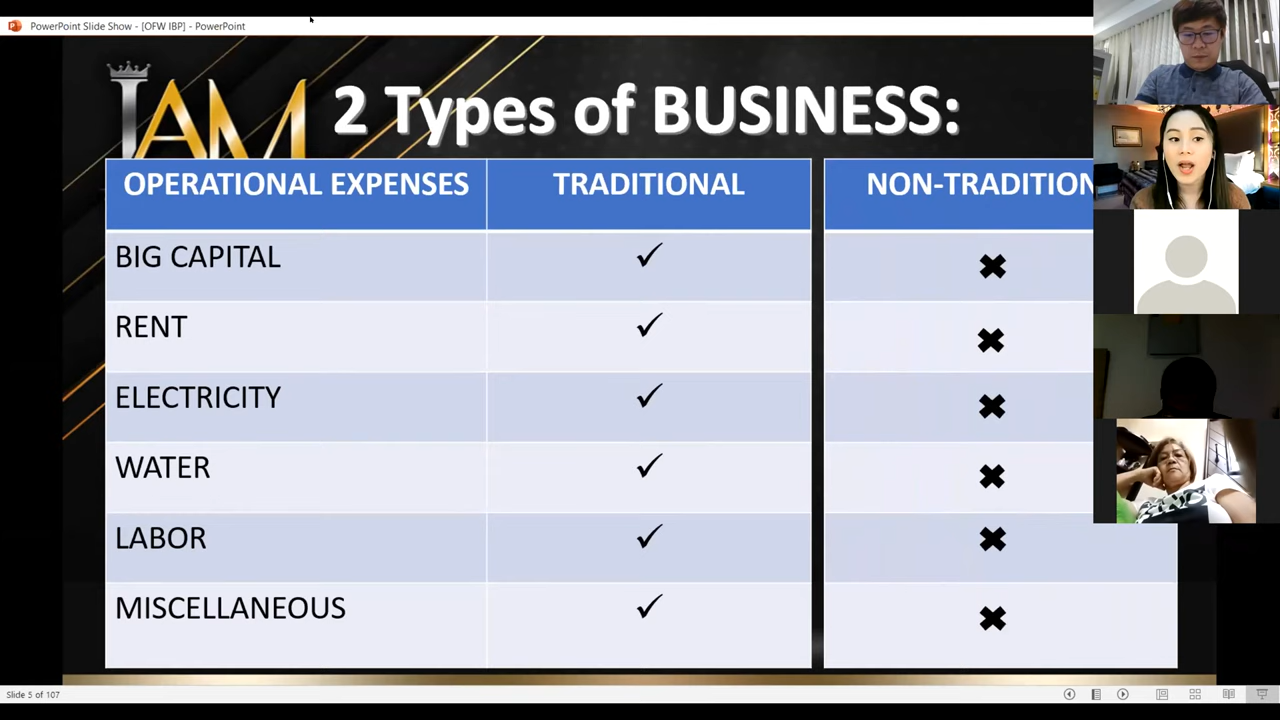 PowerPoint Slide Show - [OFW IBP] - PowerPoint
IAM
2 Types of BUSINESS:
OPERATIONAL EXPENSES TRADITIONAL NON-TRADITION
BIG CAPITAL ✓ ✖
RENT ✓ ✖
ELECTRICITY ✓ ✖
WATER ✓ ✖
LABOR ✓ ✖
MISCELLANEOUS ✓ ✖
Slide 5 of 107